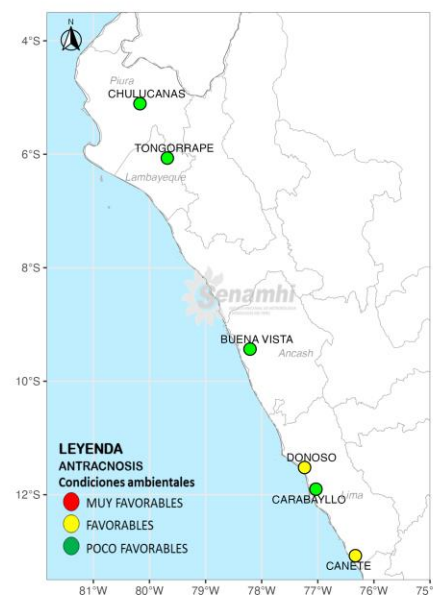 N
4°S
Piura
CHULUCANAS
TONGORRAPE
6°S
Lambayeque
8°S
Senamhi
BUENA VISTA
Ancash
10°S
LEYENDA
ANTRACNOSIS
Condiciones ambientales
MUY FAVORABLES
FAVORABLES
POCO FAVORABLES
DONOSO
12°S
CARABAYLLO
Lima
CANETE
81°W 80°W 79°W 78°W 77°W 76°W 75°